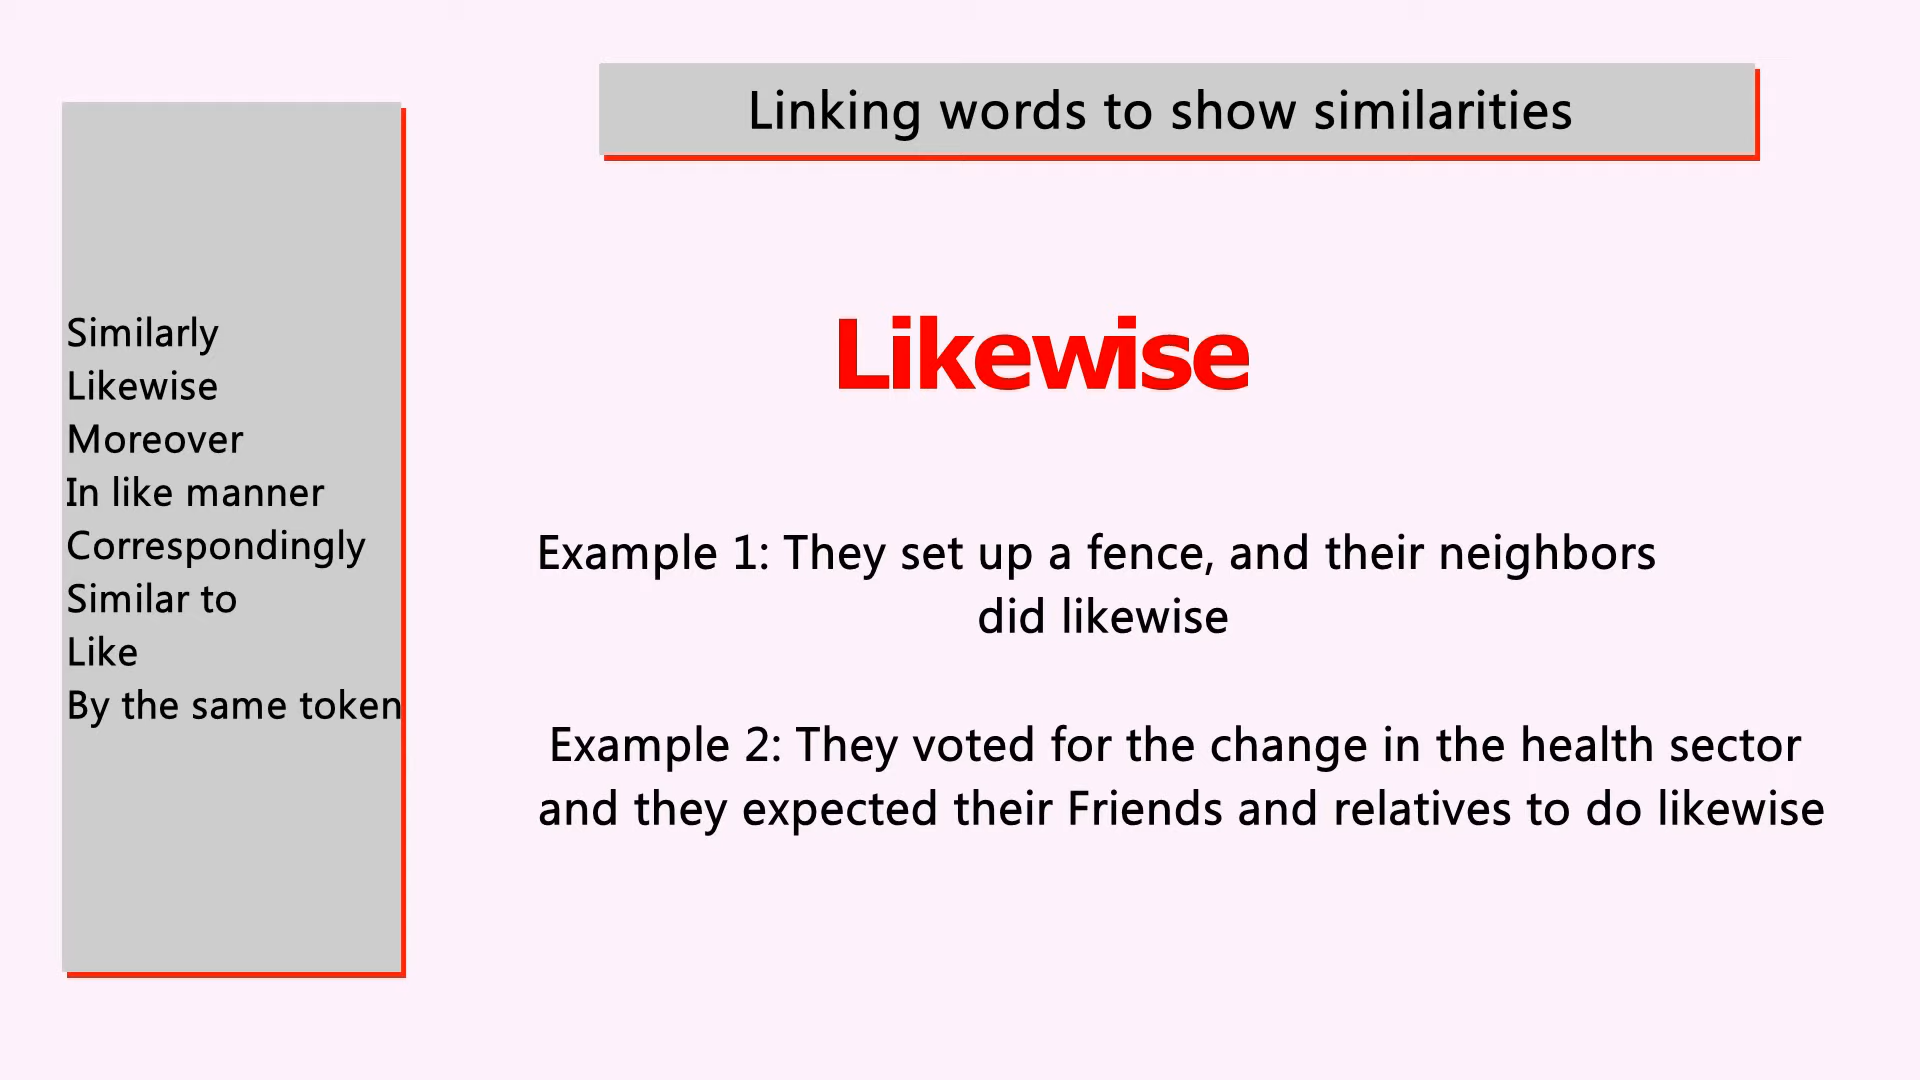 Linking words to show similarities
Similarly
Likewise
Moreover
In like manner
Correspondingly
Similar to
Like
By the same token
Likewise
Example 1: They set up a fence, and their neighbors
did likewise
Example 2: They voted for the change in the health sector
and they expected their Friends and relatives to do likewise